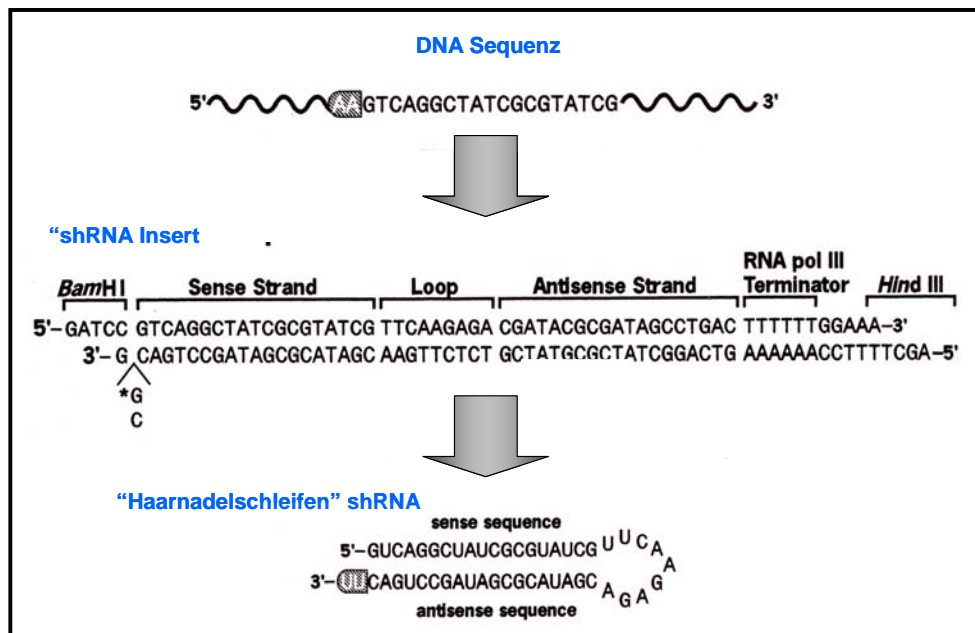 DNA Sequenz
5'AAGTCAGGCTATCGCGTATCG3'
“shRNA Insert
RNA pol III
BamHI Sense Strand Loop Antisense Strand Terminator Hind III
5'–GATCC GTCAGGCTATCGCGTATCG TTCAAGAGA CGATACGCGATAGCCTGAC TTTTTTGGAAA–3'
3'–G CAGTCCGATAGCGCATAGC AAGTTCTCT GCTATGCGCTATCGGACTG AAAAAACCTTTTCGA–5'
*G
C
“Haarnadelschleifen” shRNA
sense sequence
5'–GUCAGGCUAUCGCGUAUCG UUCAAGAGA
3'–UUCAGUCCGAUAGCGCAUAGC
antisense sequence